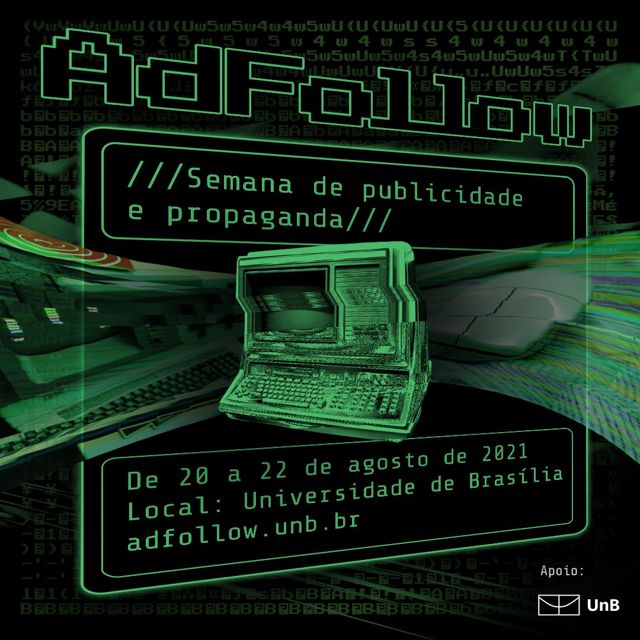 AdFollow
///Semana de publicidade
e propaganda///
De 20 a 22 de agosto de 2021
Local: Universidade de Brasília
adfollow.unb.br
Apoio:
UnB